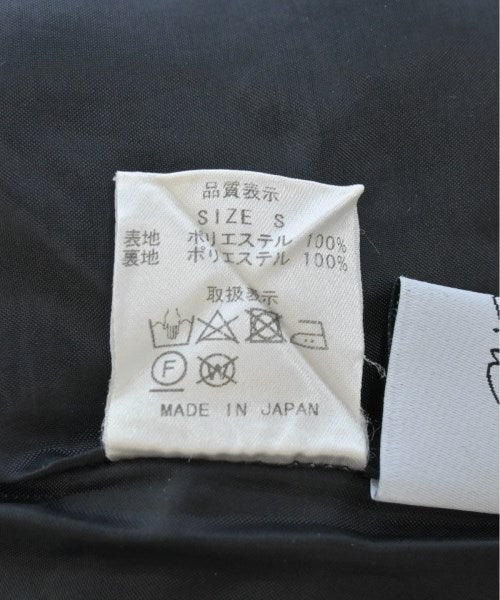 品質表示
SIZE S
表地 ポリエステル 100%
裏地 ポリエステル 100%
取扱表示
F W
MADE IN JAPAN